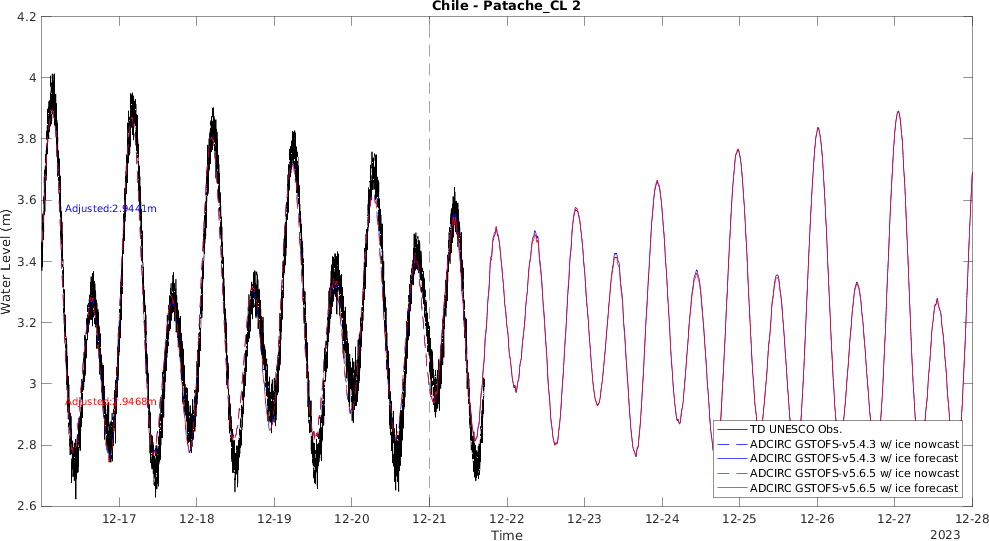 Chile - Patache_CL 2
4.2
4
3.8
3.6
3.4
3.2
3
2.8
2.6
Water Level (m)
Adjusted:2.9441m
Adjusted:2.9468m
TD UNESCO Obs.
ADCIRC GSTOFS-v5.4.3 w/ ice nowcast
ADCIRC GSTOFS-v5.4.3 w/ ice forecast
ADCIRC GSTOFS-v5.6.5 w/ ice nowcast
ADCIRC GSTOFS-v5.6.5 w/ ice forecast
12-17 12-18 12-19 12-20 12-21 12-22 12-23 12-24 12-25 12-26 12-27 12-28
Time
2023